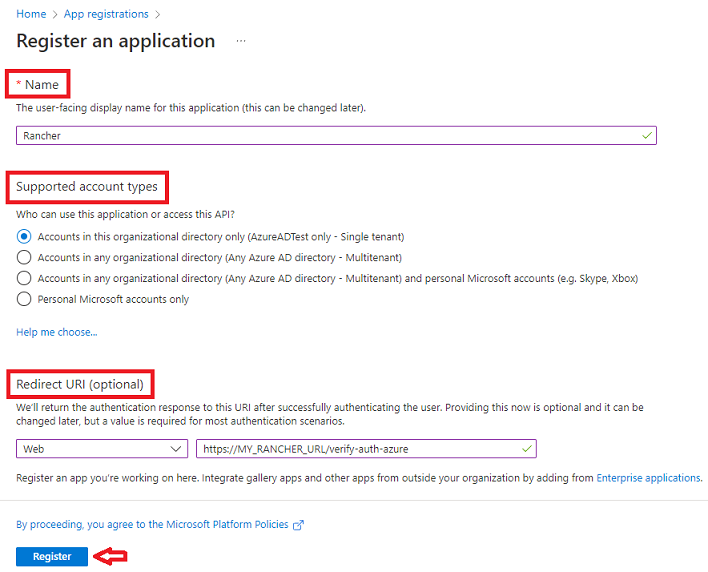 Home > App registrations >
Register an application ...
* Name
The user-facing display name for this application (this can be changed later).
Rancher
Supported account types
Who can use this application or access this API?
Accounts in this organizational directory only (AzureADTest only - Single tenant)
Accounts in any organizational directory (Any Azure AD directory - Multitenant)
Accounts in any organizational directory (Any Azure AD directory - Multitenant) and personal Microsoft accounts (e.g. Skype, Xbox)
Personal Microsoft accounts only
Help me choose...
Redirect URI (optional)
We'll return the authentication response to this URI after successfully authenticating the user. Providing this now is optional and it can be
changed later, but a value is required for most authentication scenarios.
Web https://MY_RANCHER_URL/verify-auth-azure
Register an app you're working on here. Integrate gallery apps and other apps from outside your organization by adding from Enterprise applications.
By proceeding, you agree to the Microsoft Platform Policies
Register